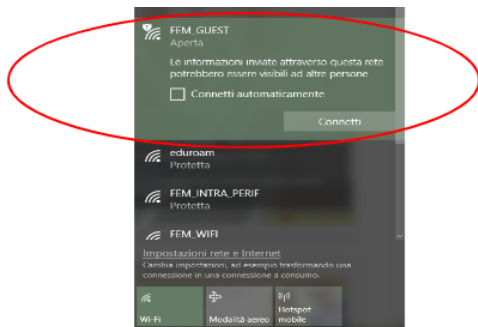 FEM_GUEST
Aperta
Le informazioni inviate attraverso questa rete
potrebbero essere visibili ad altre persone
Connetti automaticamente
Connetti
eduroam
Protetta
FEM_INTRA_PERIF
Protetta
FEM_WIFI
Impostazioni rete e Internet
Cambia impostazioni, ad esempio trasformando una
connessione in una connessione a consumo.
Wi-Fi
Modalità aereo
Hotspot
mobile